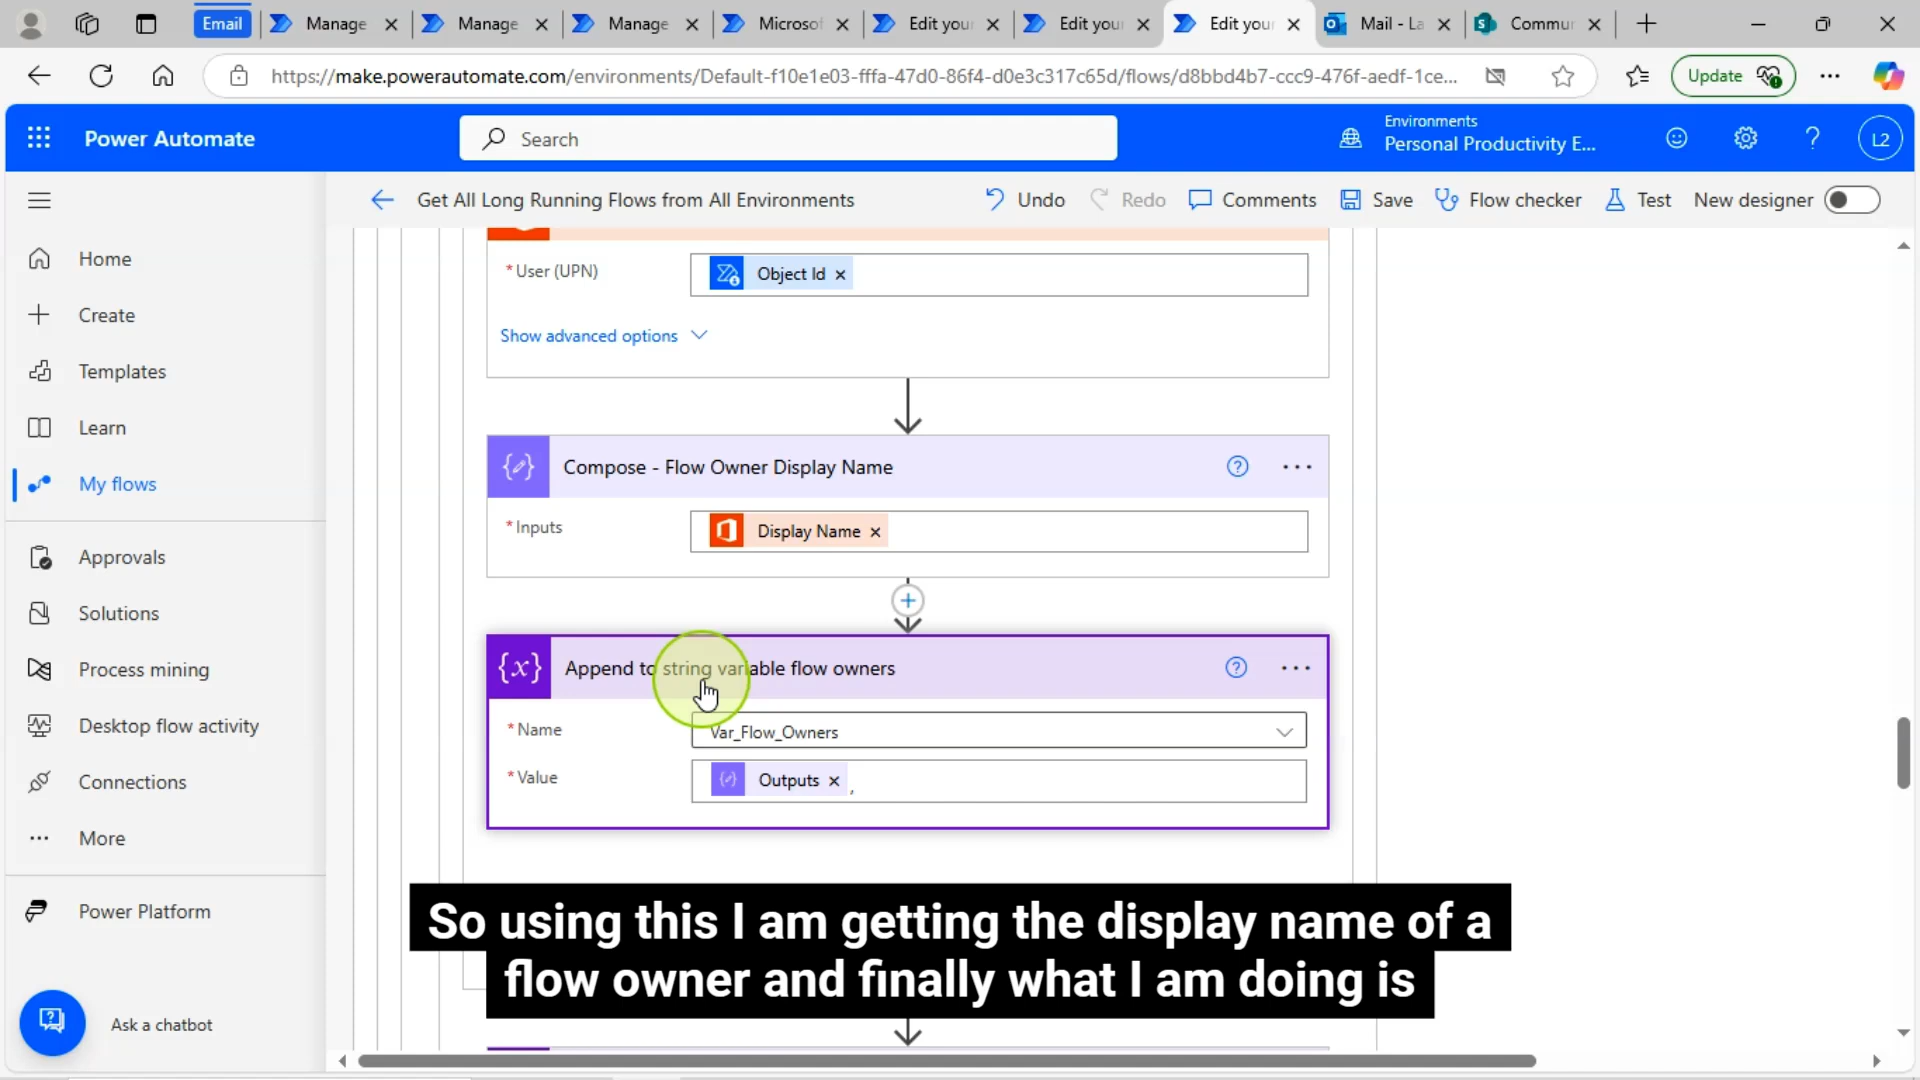 Email
Manage
Manage
Manage
Microsof
Edit your
Edit your
Edit your
Mail - La
Commun
https://make.powerautomate.com/environments/Default-f10e1e03-fffa-47d0-86f4-d0e3c317c65d/flows/d8bbd4b7-ccc9-476f-aedf-1ce...
Update
Power Automate
Search
Environments
Personal Productivity E...
L2
Get All Long Running Flows from All Environments
Undo
Redo
Comments
Save
Flow checker
Test
New designer
Home
Create
Templates
Learn
My flows
Approvals
Solutions
Process mining
Desktop flow activity
Connections
More
Power Platform
Ask a chatbot
* User (UPN)
Object Id
Show advanced options
Compose - Flow Owner Display Name
* Inputs
Display Name
{x} Append to string variable flow owners
* Name
Var_Flow_Owners
* Value
Outputs ,
So using this I am getting the display name of a
flow owner and finally what I am doing is